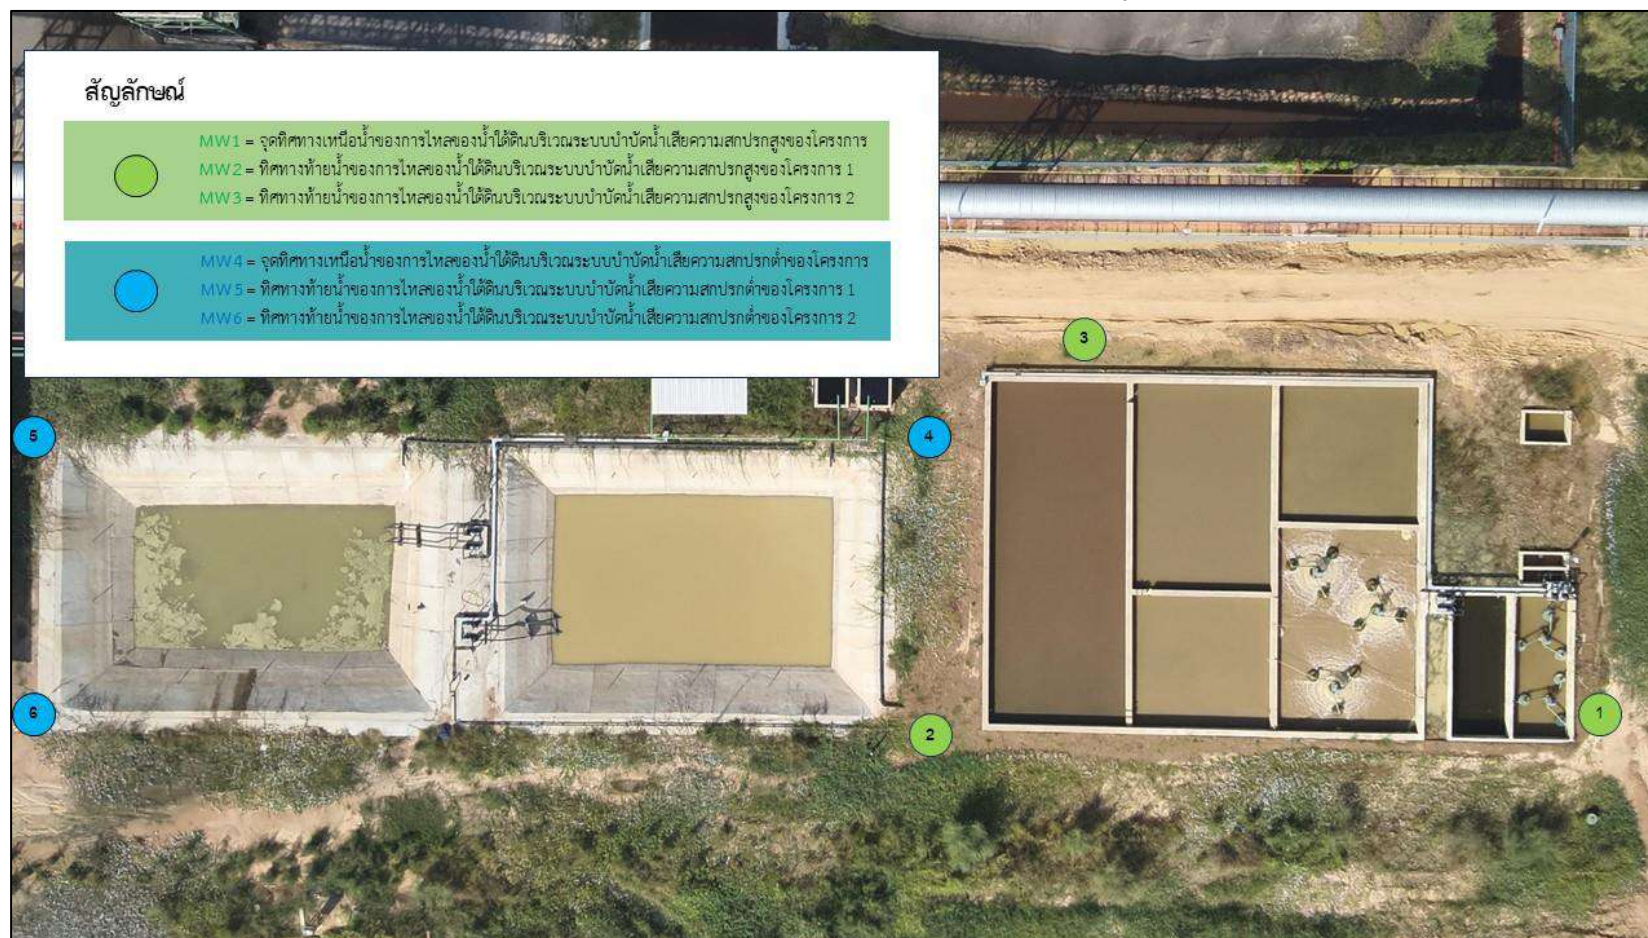 สัญลักษณ์
MW1 = จุดทิศทางเหนือน้ำของการไหลของน้ำใต้ดินบริเวณระบบบำบัดน้ำเสียความสกปรกสูงของโครงการ
MW2 = ทิศทางท้ายน้ำของการไหลของน้ำใต้ดินบริเวณระบบบำบัดน้ำเสียความสกปรกสูงของโครงการ 1
MW3 = ทิศทางท้ายน้ำของการไหลของน้ำใต้ดินบริเวณระบบบำบัดน้ำเสียความสกปรกสูงของโครงการ 2
MW4 = จุดทิศทางเหนือน้ำของการไหลของน้ำใต้ดินบริเวณระบบบำบัดน้ำเสียความสกปรกต่ำของโครงการ
MW5 = ทิศทางท้ายน้ำของการไหลของน้ำใต้ดินบริเวณระบบบำบัดน้ำเสียความสกปรกต่ำของโครงการ 1
MW6 = ทิศทางท้ายน้ำของการไหลของน้ำใต้ดินบริเวณระบบบำบัดน้ำเสียความสกปรกต่ำของโครงการ 2
3
5
4
6
2
1